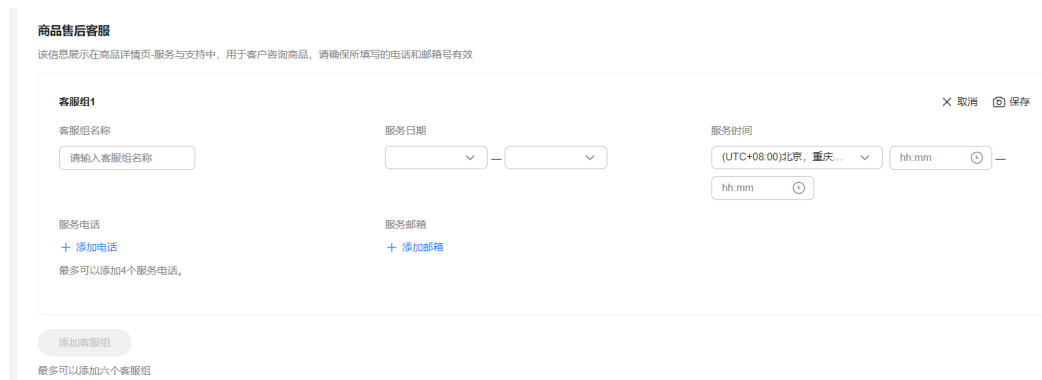 商品售后客服
该信息展示在商品详情页-服务与支持中，用于客户咨询商品，请确保所填写的电话和邮箱号有效
客服组1
取消 保存
客服组名称 服务日期 服务时间
请输入客服组名称 — (UTC+08:00)北京，重庆... hh:mm —
hh:mm
服务电话 服务邮箱
+ 添加电话 + 添加邮箱
最多可以添加4个服务电话。
添加客服组
最多可以添加六个客服组